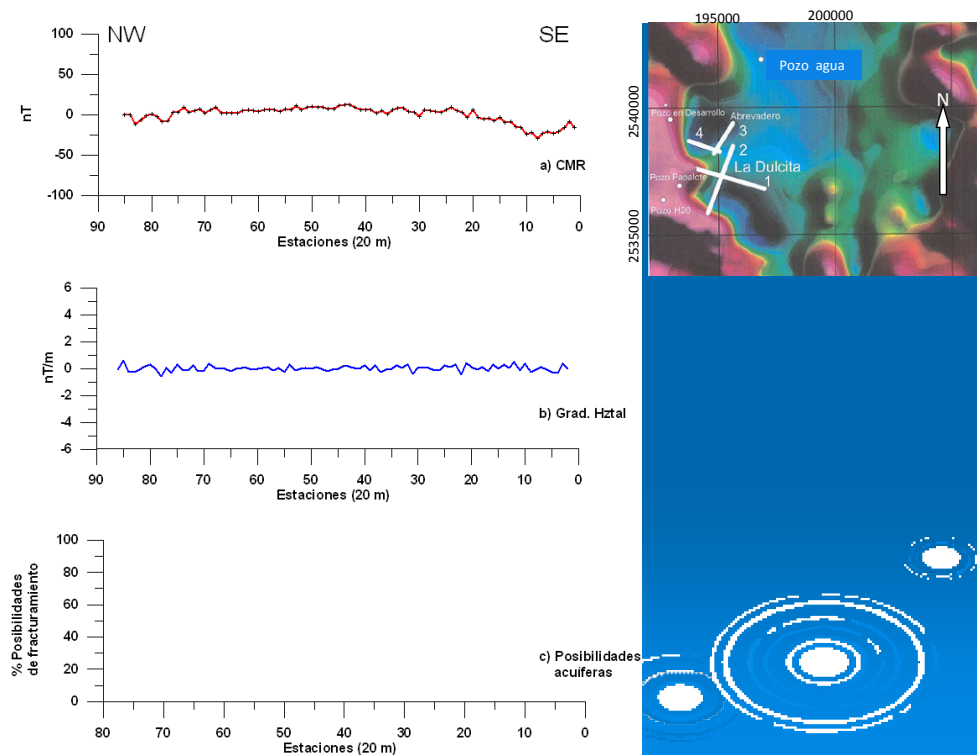 NW
SE
100
50
0
-50
-100
nT
a) CMR
90 80 70 60 50 40 30 20 10 0
Estaciones (20 m)
6
4
2
0
-2
-4
-6
nT/m
b) Grad. Hztal
90 80 70 60 50 40 30 20 10 0
Estaciones (20 m)
100
80
60
40
20
0
% Posibilidades
de fracturamiento
c) Posibilidades
acuíferas
80 70 60 50 40 30 20 10 0
Estaciones (20 m)
195000 200000
Pozo agua
2540000
2535000
N
Pozo en Desarrollo
Abrevadero
4
3
2
La Dulcita
1
Pozo Papalote
Pozo H20